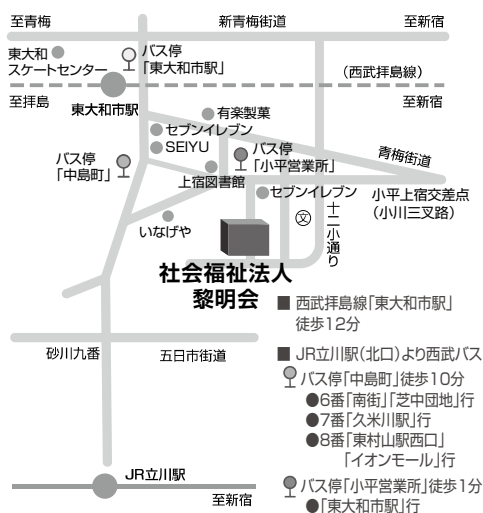 至青梅
新青梅街道
至新宿
東大和
スケートセンター
バス停
「東大和市駅」
（西武拝島線）
至拝島
東大和市駅
至新宿
有楽製菓
セブンイレブン
SEIYU
バス停
「小平営業所」
青梅街道
バス停
「中島町」
上宿図書館
セブンイレブン
小平上宿交差点
（小川三叉路）
いなげや
文
十二小通り
社会福祉法人
黎明会
■ 西武拝島線「東大和市駅」
徒歩12分
砂川九番
五日市街道
■ JR立川駅（北口）より西武バス
バス停「中島町」徒歩10分
●6番「南街」「芝中団地」行
●7番「久米川駅」行
●8番「東村山駅西口」
「イオンモール」行
JR立川駅
至新宿
バス停「小平営業所」徒歩1分
●「東大和市駅」行